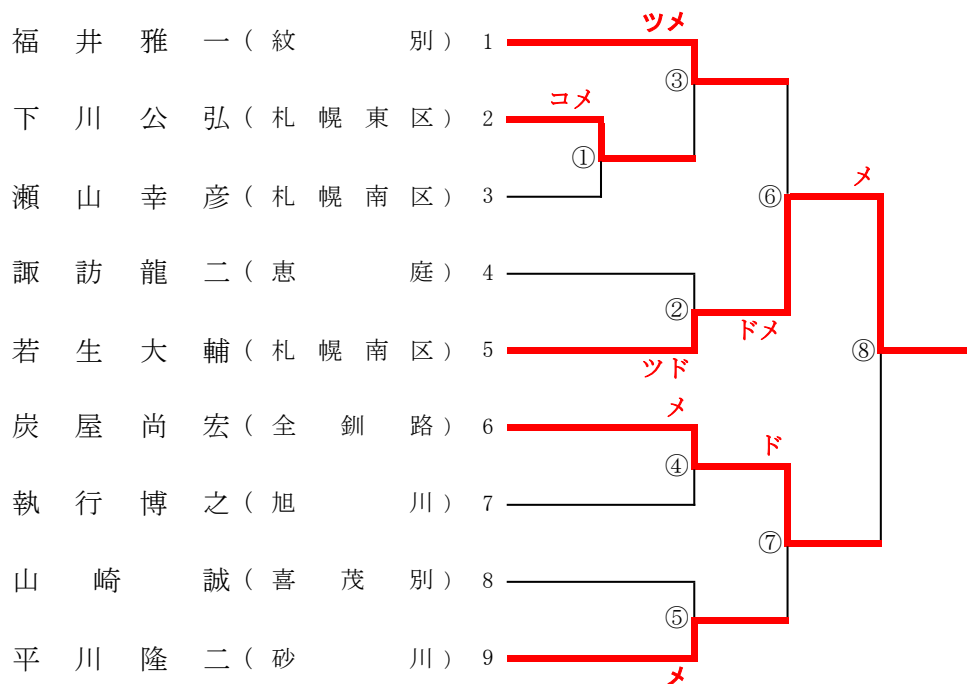 ツメ
福井雅一(紋別) 1
③
コメ
下川公弘(札幌東区) 2
①
瀬山幸彦(札幌南区) 3
⑥ メ
諏訪龍二(恵庭) 4
②
ドメ
若生大輔(札幌南区) 5
⑧
ツド
メ
炭屋尚宏(全釧路) 6
ド
④
執行博之(旭川) 7
⑦
山崎誠(喜茂別) 8
⑤
平川隆二(砂川) 9
メ